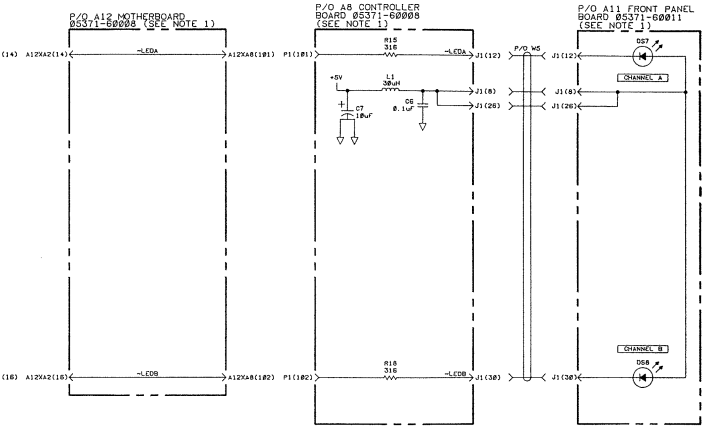 P/O A12 MOTHERBOARD
05371-60008 (SEE NOTE 1)
P/O A8 CONTROLLER
BOARD 05371-60008
(SEE NOTE 1)
P/O A11 FRONT PANEL
BOARD 05371-60011
(SEE NOTE 1)
(14) A12XA2(14) ~LEDA A12XA8(101) P1(101) R15 316 ~LEDA J1(12) P/O W5 J1(12) DS7
CHANNEL A
+5V L1 30uH J1(8) J1(8)
+ C7 10uF C6 0.1uF J1(26) J1(26)
CHANNEL B
(16) A12XA2(16) ~LEDB A12XA8(102) P1(102) R18 316 ~LEDB J1(30) J1(30) DS8